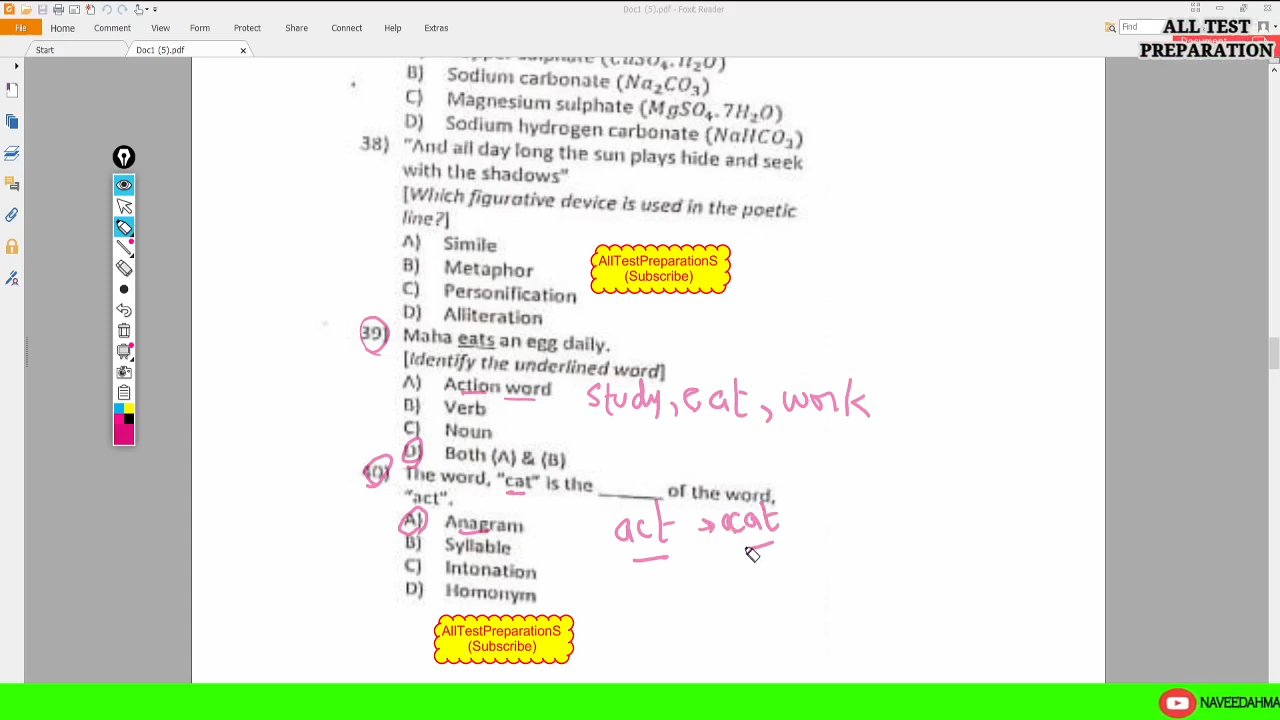 Doc1 (5).pdf - Foxit Reader
File Home Comment View Form Protect Share Connect Help Extras
Find
ALL TEST
PREPARATION
Start Doc1 (5).pdf
sulphate (CuSO₄.H₂O)
B) Sodium carbonate (Na₂CO₃)
C) Magnesium sulphate (MgSO₄.7H₂O)
D) Sodium hydrogen carbonate (NaHCO₃)
38) "And all day long the sun plays hide and seek
with the shadows"
[Which figurative device is used in the poetic
line?]
A) Simile
B) Metaphor
C) Personification
D) Alliteration
AllTestPreparationS
(Subscribe)
39) Maha eats an egg daily.
[Identify the underlined word]
A) Action word
B) Verb
C) Noun
D) Both (A) & (B)
study, eat, work
40) The word, "cat" is the ______ of the word,
"act".
A) Anagram
B) Syllable
C) Intonation
D) Homonym
act → cat
AllTestPreparationS
(Subscribe)
NAVEEDAHMA